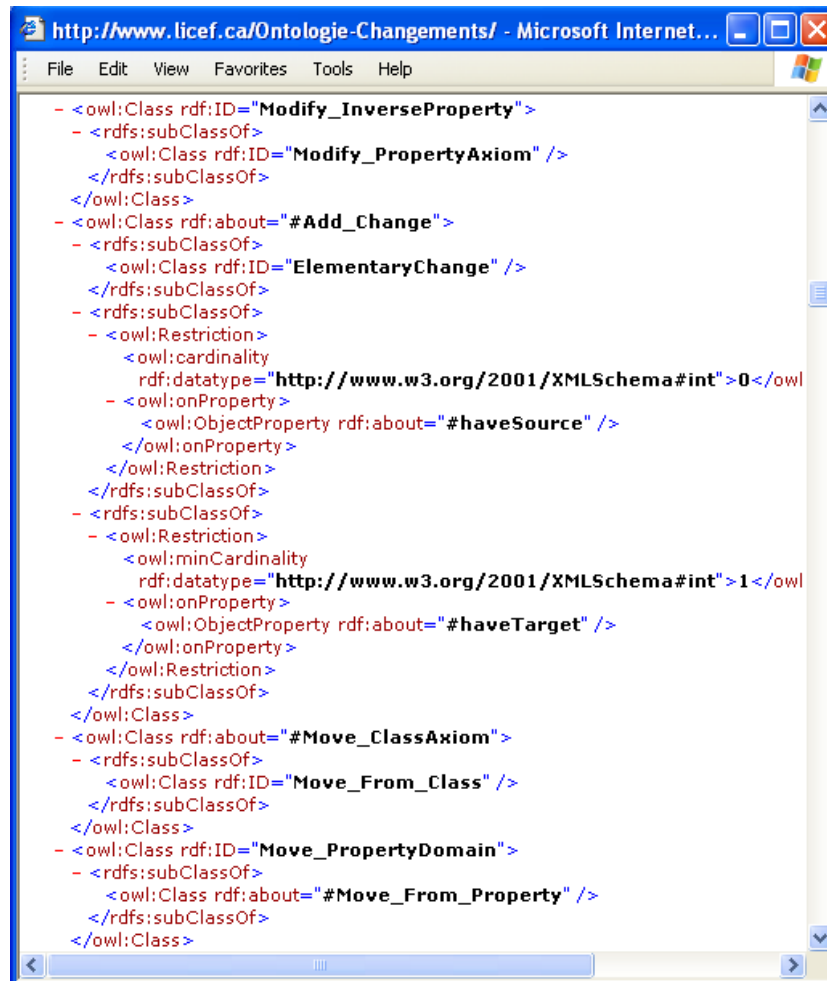 http://www.licef.ca/Ontologie-Changements/ - Microsoft Internet...
File Edit View Favorites Tools Help
- <owl:Class rdf:ID="Modify_InverseProperty">
- <rdfs:subClassOf>
<owl:Class rdf:ID="Modify_PropertyAxiom" />
</rdfs:subClassOf>
</owl:Class>
- <owl:Class rdf:about="#Add_Change">
- <rdfs:subClassOf>
<owl:Class rdf:ID="ElementaryChange" />
</rdfs:subClassOf>
- <rdfs:subClassOf>
- <owl:Restriction>
<owl:cardinality
rdf:datatype="http://www.w3.org/2001/XMLSchema#int">0</owl
- <owl:onProperty>
<owl:ObjectProperty rdf:about="#haveSource" />
</owl:onProperty>
</owl:Restriction>
</rdfs:subClassOf>
- <rdfs:subClassOf>
- <owl:Restriction>
<owl:minCardinality
rdf:datatype="http://www.w3.org/2001/XMLSchema#int">1</owl
- <owl:onProperty>
<owl:ObjectProperty rdf:about="#haveTarget" />
</owl:onProperty>
</owl:Restriction>
</rdfs:subClassOf>
</owl:Class>
- <owl:Class rdf:about="#Move_ClassAxiom">
- <rdfs:subClassOf>
<owl:Class rdf:ID="Move_From_Class" />
</rdfs:subClassOf>
</owl:Class>
- <owl:Class rdf:ID="Move_PropertyDomain">
- <rdfs:subClassOf>
<owl:Class rdf:about="#Move_From_Property" />
</rdfs:subClassOf>
</owl:Class>